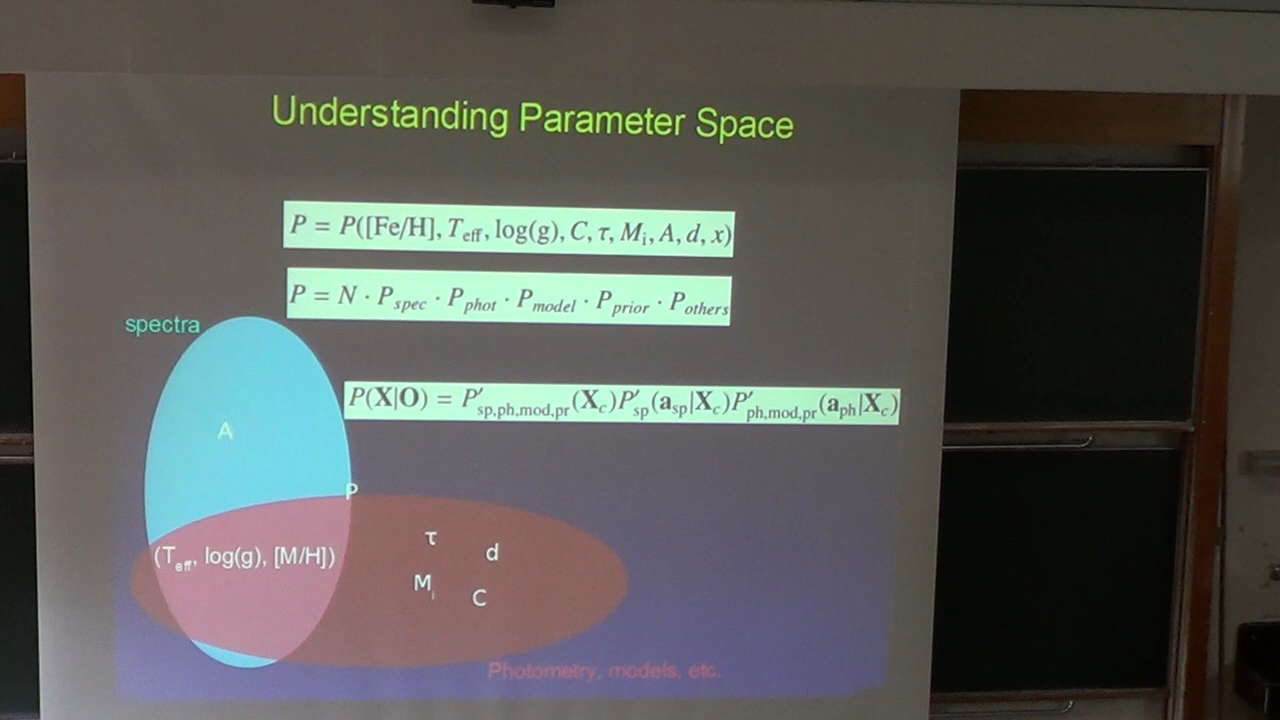 Understanding Parameter Space
P = P([Fe/H], T_eff, log(g), C, τ, M_i, A, d, x)
P = N · P_spec · P_phot · P_model · P_prior · P_others
spectra
P(X|O) = P′_sp,ph,mod,pr(X_c)P′_sp(a_sp|X_c)P′_ph,mod,pr(a_ph|X_c)
A
P
τ
d
(T_eff, log(g), [M/H])
M_i
C
Photometry, models, etc.